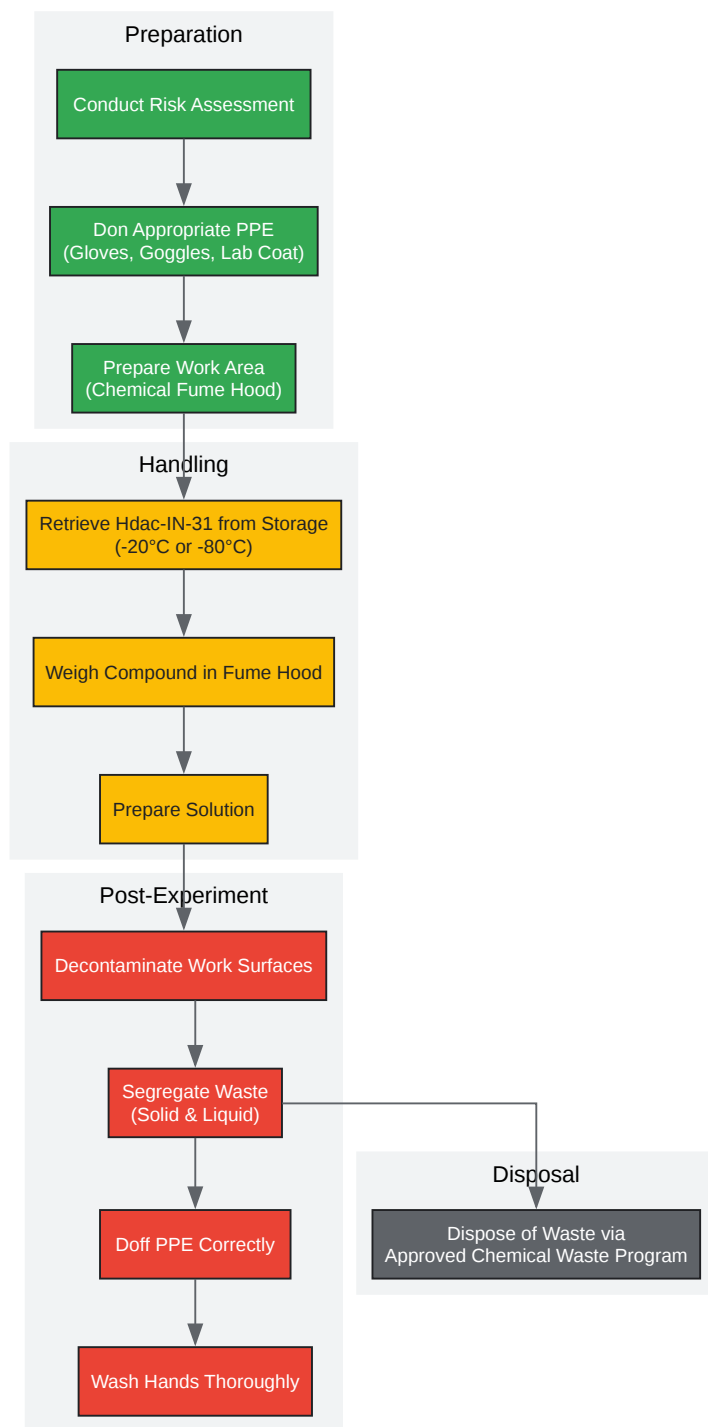 Preparation
Conduct Risk Assessment
Don Appropriate PPE
(Gloves, Goggles, Lab Coat)
Prepare Work Area
(Chemical Fume Hood)
Handling
Retrieve Hdac-IN-31 from Storage
(-20°C or -80°C)
Weigh Compound in Fume Hood
Prepare Solution
Post-Experiment
Decontaminate Work Surfaces
Segregate Waste
(Solid & Liquid)
Disposal
Dispose of Waste via
Approved Chemical Waste Program
Doff PPE Correctly
Wash Hands Thoroughly